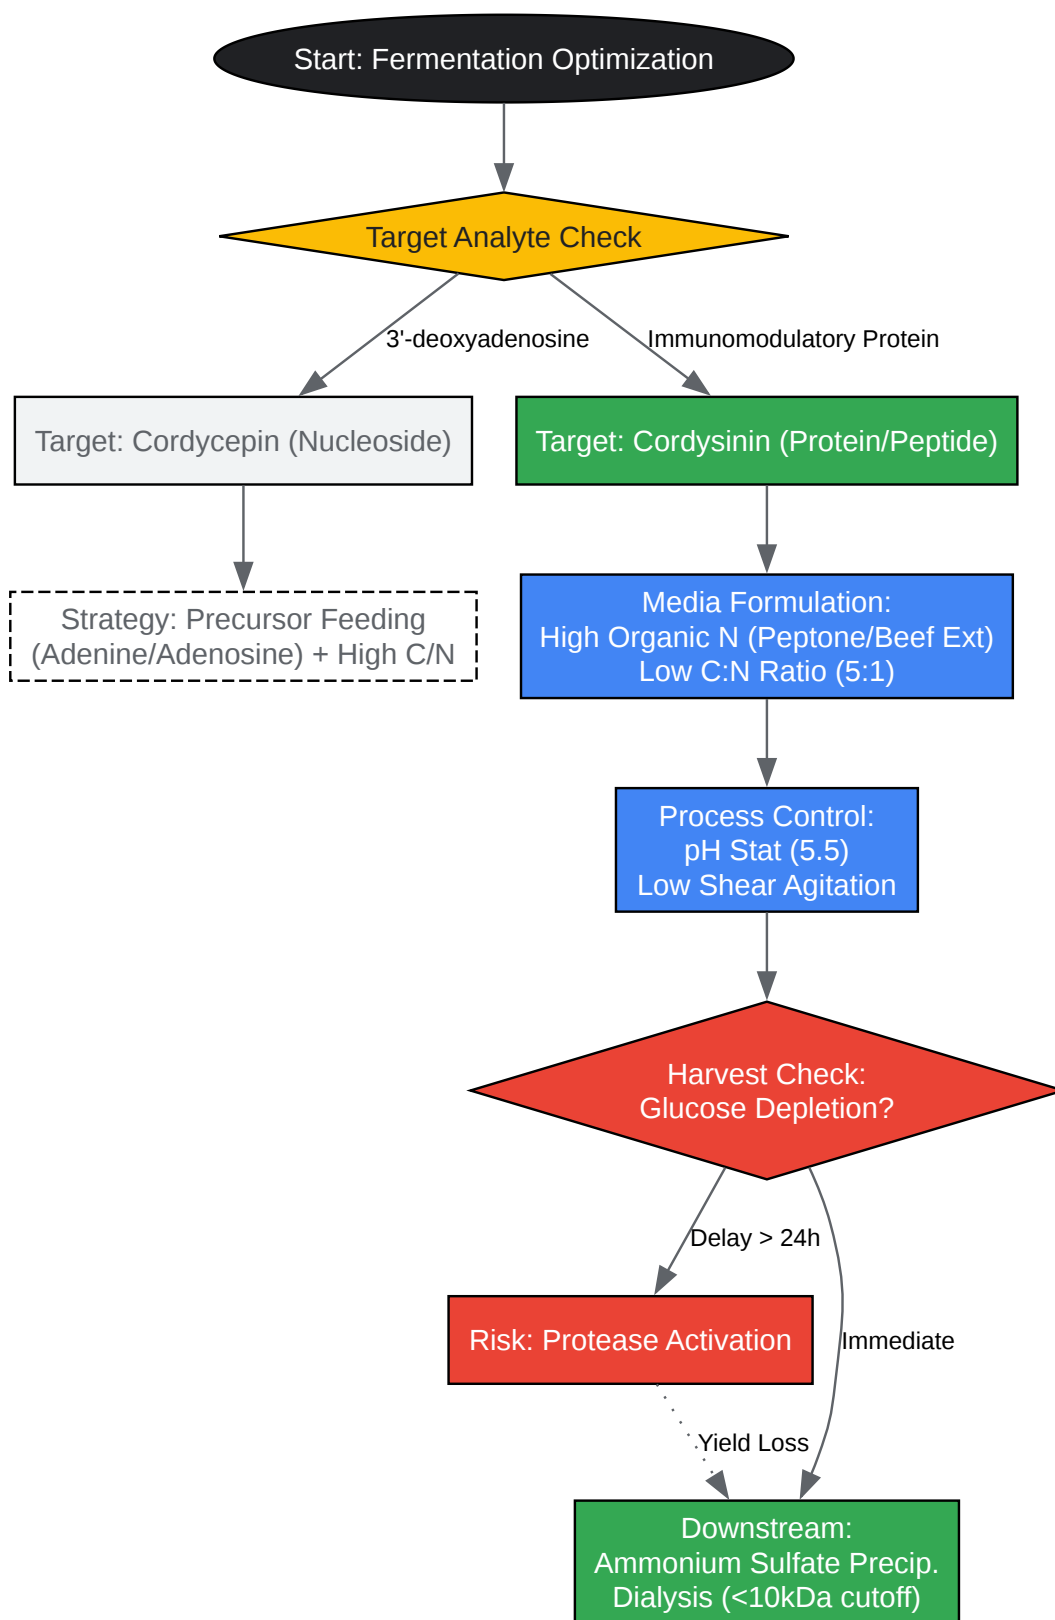 Start: Fermentation Optimization
Target Analyte Check
3'-deoxyadenosine
Immunomodulatory Protein
Target: Cordycepin (Nucleoside)
Target: Cordysinin (Protein/Peptide)
Strategy: Precursor Feeding
(Adenine/Adenosine) + High C/N
Media Formulation:
High Organic N (Peptone/Beef Ext)
Low C:N Ratio (5:1)
Process Control:
pH Stat (5.5)
Low Shear Agitation
Harvest Check:
Glucose Depletion?
Delay > 24h
Risk: Protease Activation
Immediate
Yield Loss
Downstream:
Ammonium Sulfate Precip.
Dialysis (<10kDa cutoff)